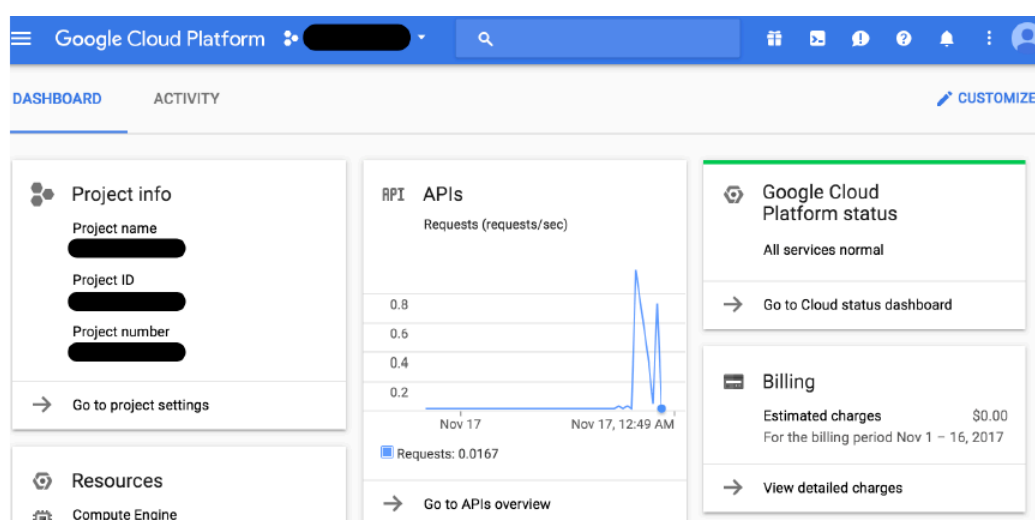 Google Cloud Platform
DASHBOARD
ACTIVITY
CUSTOMIZE
Project info
Project name
Project ID
Project number
Go to project settings
Resources
Compute Engine
API
APIs
Requests (requests/sec)
0.8
0.6
0.4
0.2
Nov 17
Nov 17, 12:49 AM
Requests: 0.0167
Go to APIs overview
Google Cloud
Platform status
All services normal
Go to Cloud status dashboard
Billing
Estimated charges $0.00
For the billing period Nov 1 – 16, 2017
View detailed charges